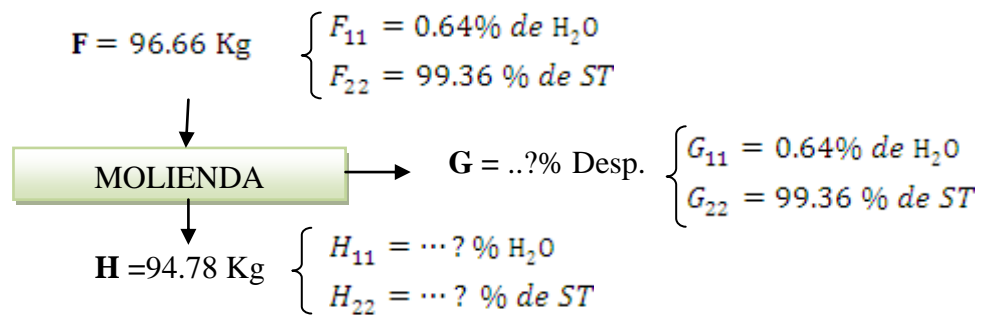 F = 96.66 Kg
F₁₁ = 0.64% de H₂O
F₂₂ = 99.36 % de ST
MOLIENDA
G = ..?% Desp.
G₁₁ = 0.64% de H₂O
G₂₂ = 99.36 % de ST
H =94.78 Kg
H₁₁ = ⋯ ? % H₂O
H₂₂ = ⋯ ? % de ST